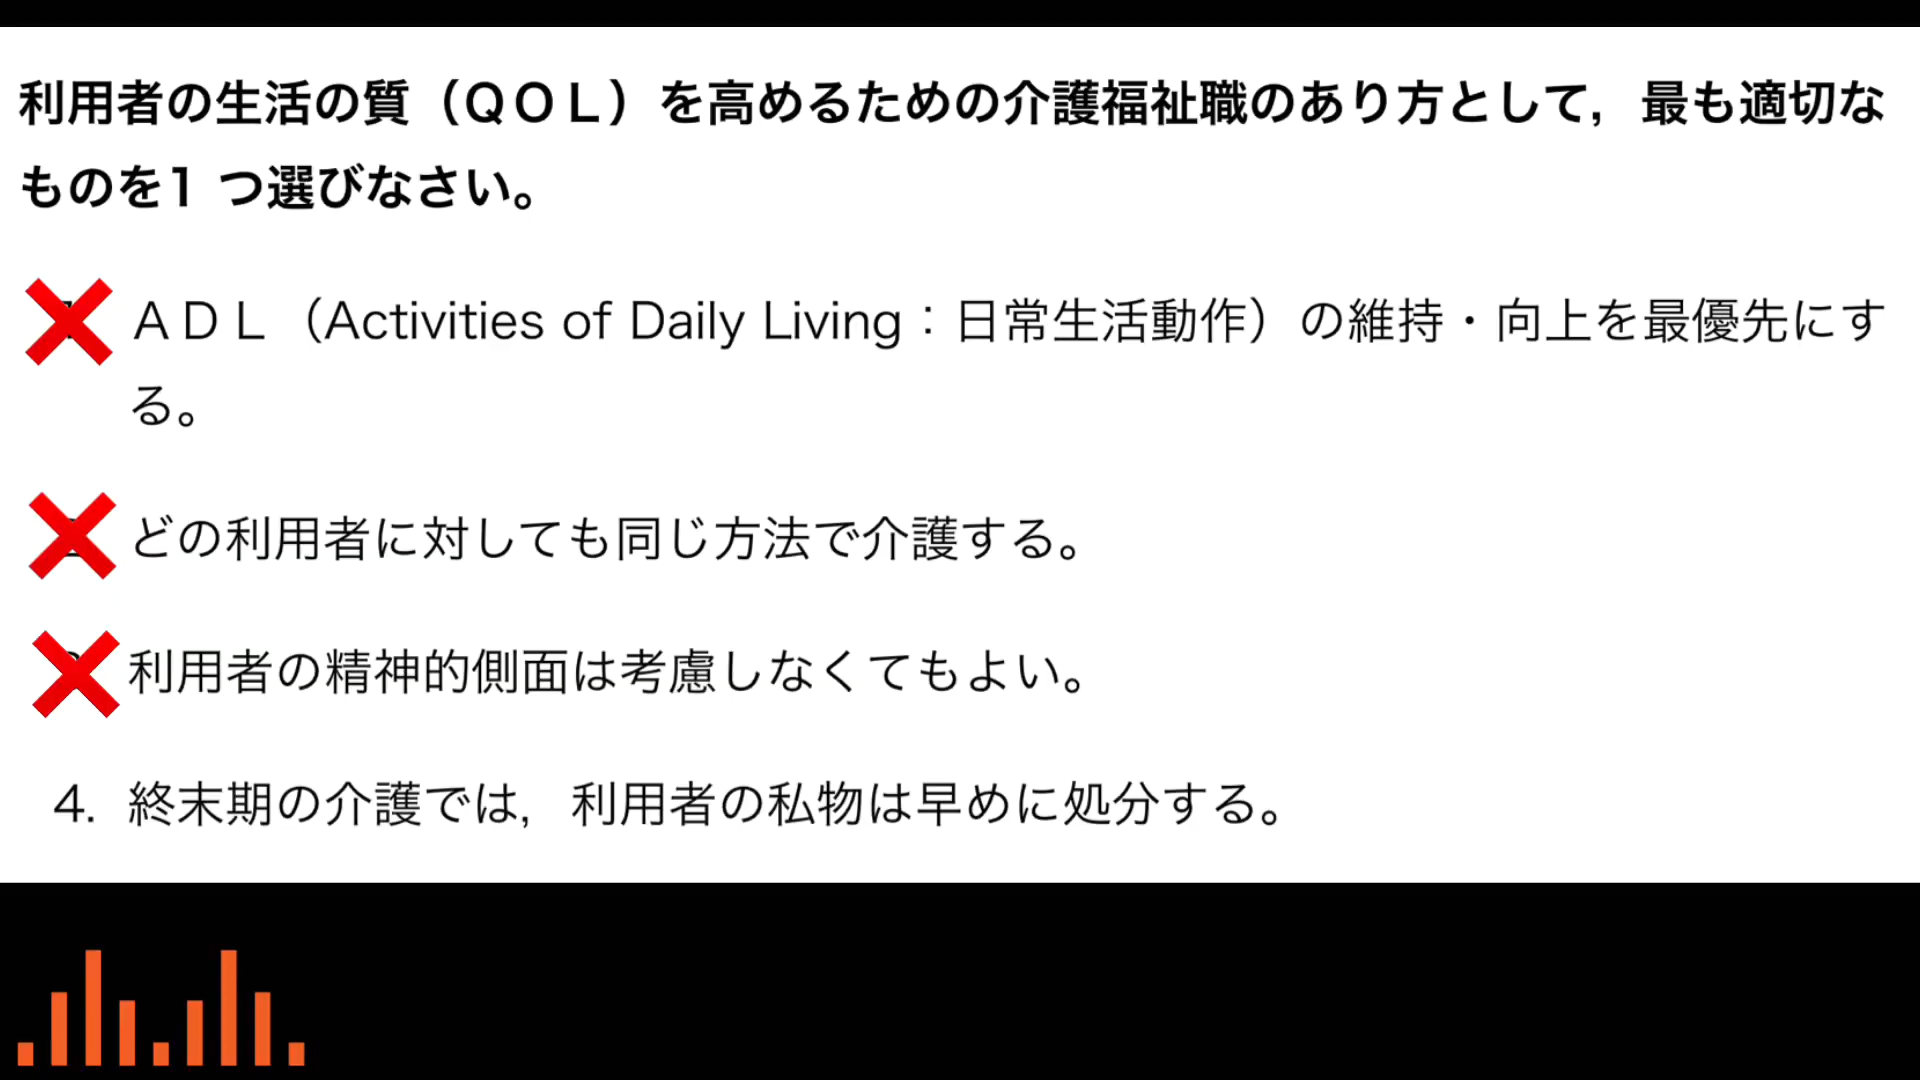 利用者の生活の質（ＱＯＬ）を高めるための介護福祉職のあり方として，最も適切な
ものを1 つ選びなさい。
ＡＤＬ（Activities of Daily Living：日常生活動作）の維持・向上を最優先にす
る。
どの利用者に対しても同じ方法で介護する。
利用者の精神的側面は考慮しなくてもよい。
4. 終末期の介護では，利用者の私物は早めに処分する。